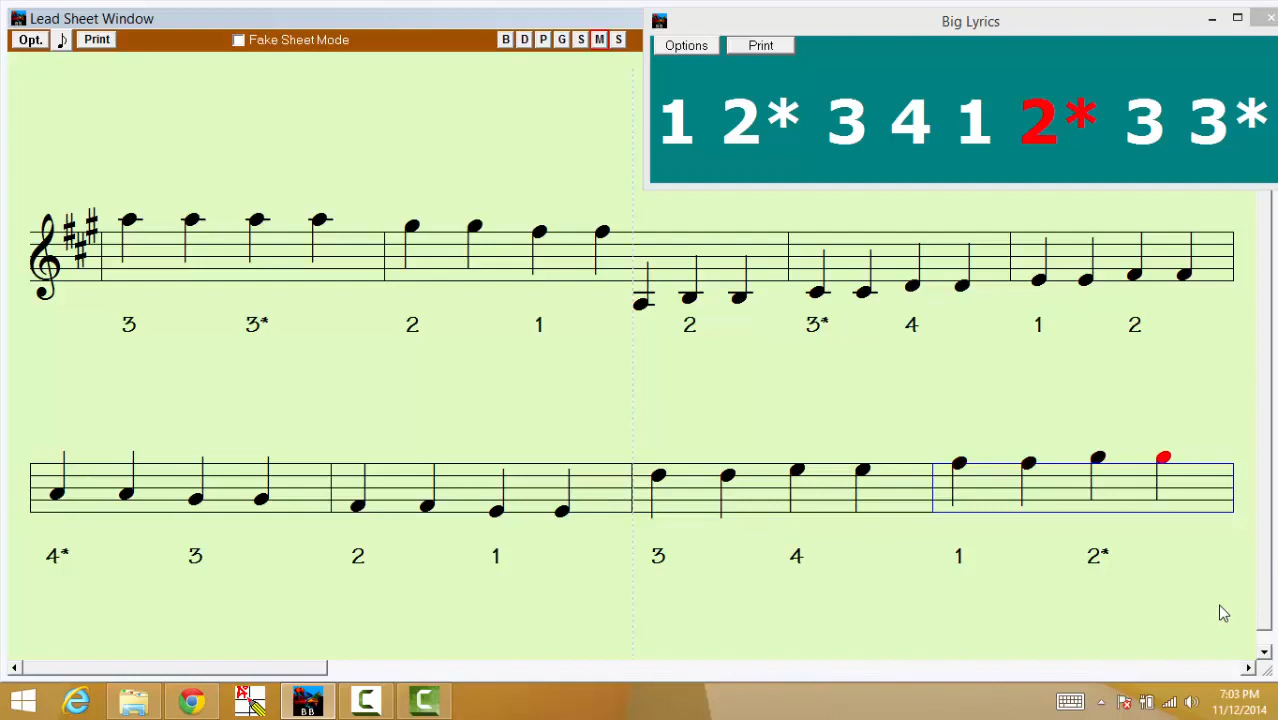 Lead Sheet Window
Opt. Print Fake Sheet Mode B D P G S M S
Big Lyrics
Options Print
1 2* 3 4 1 2* 3 3*
3 3* 2 1 2 3* 4 1 2
4* 3 2 1 3 4 1 2*
BB
7:03 PM
11/12/2014